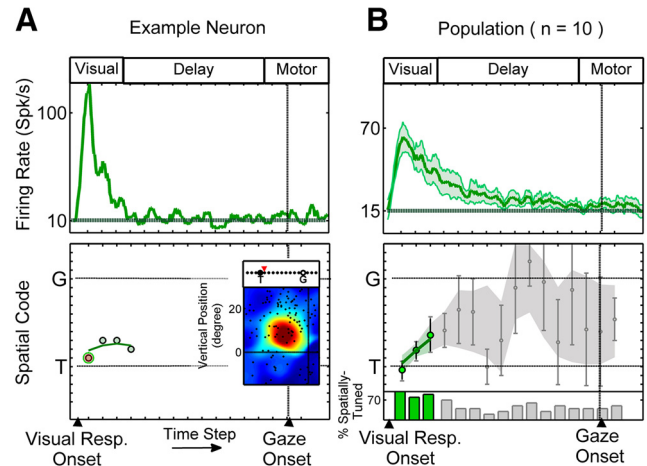 A
Example Neuron
Visual
Delay
Motor
Firing Rate (Spk/s)
100
10
Spatial Code
G
T
Vertical Position
(degree)
20
0
T
G
Visual Resp.
Onset
Time Step
Gaze
Onset
B
Population ( n = 10 )
Visual
Delay
Motor
70
15
G
T
% Spatially-
Tuned
70
Visual Resp.
Onset
Gaze
Onset